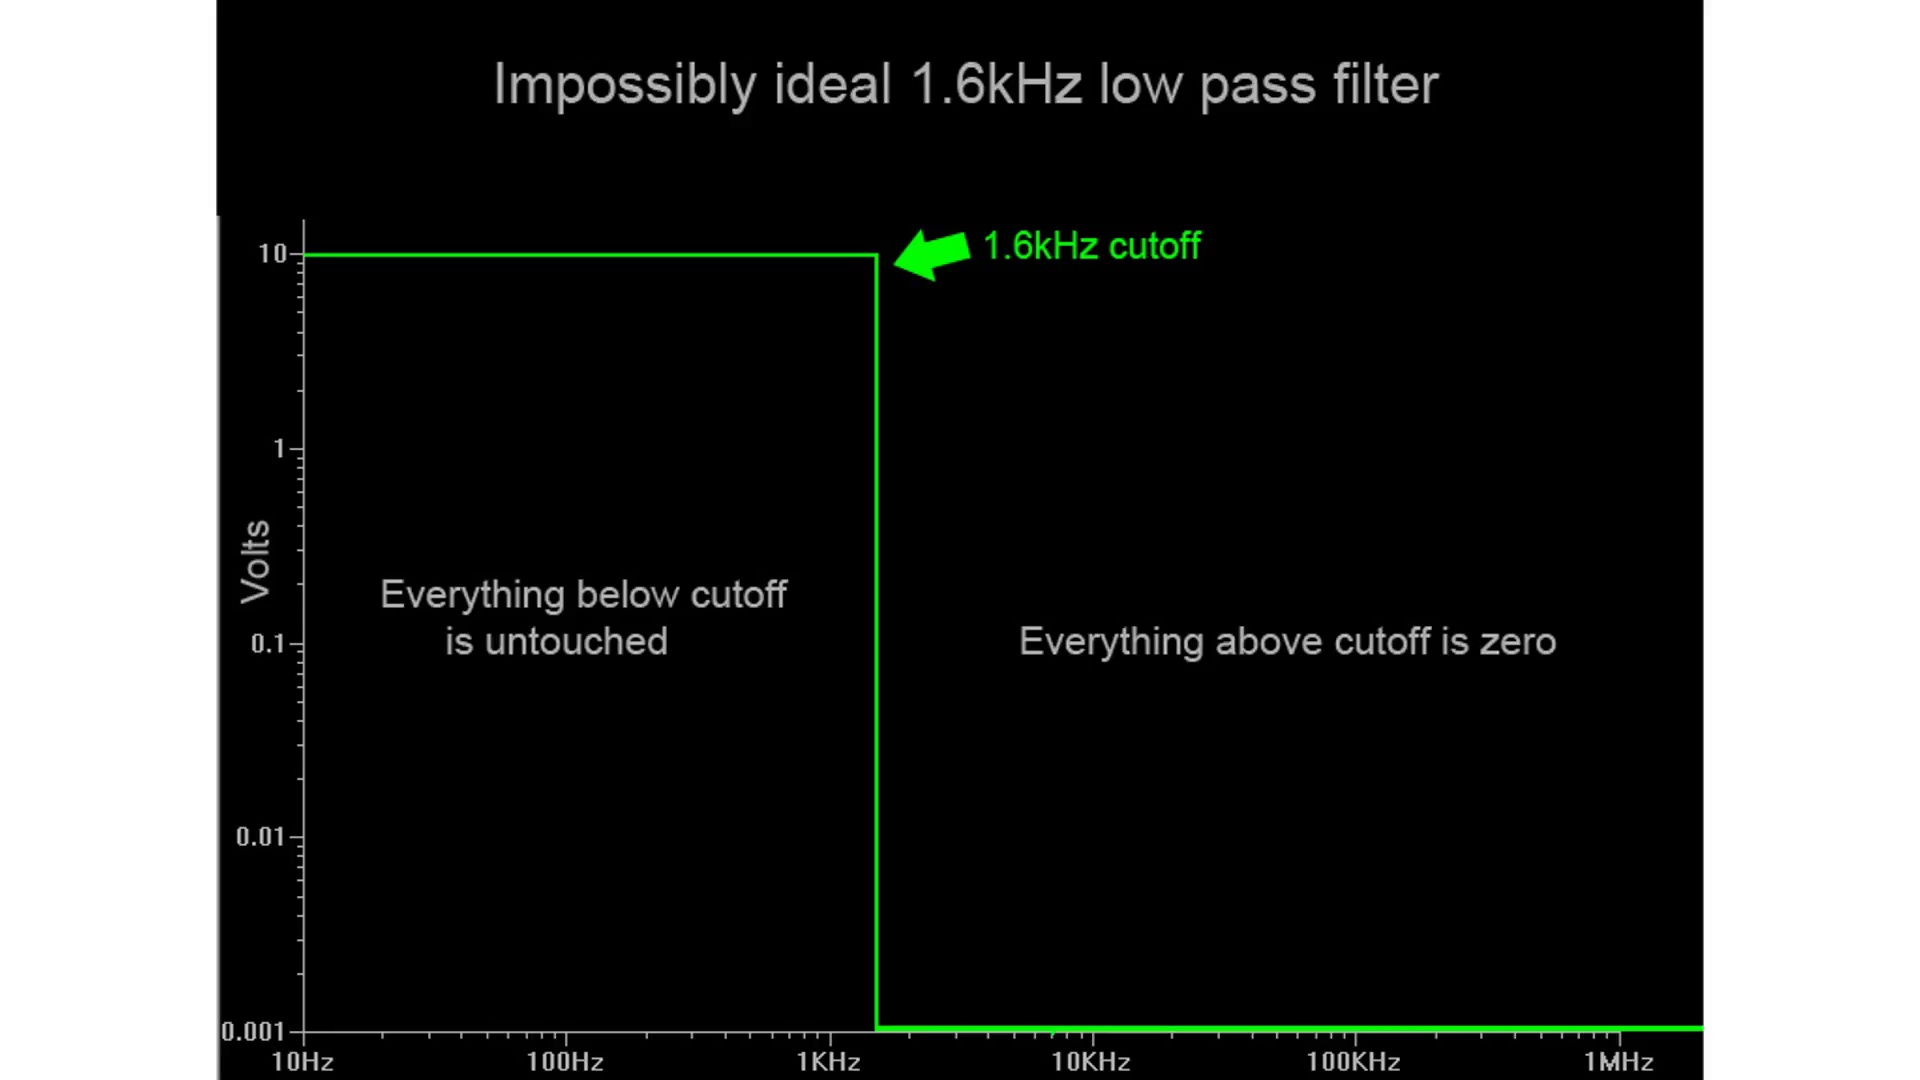 Impossibly ideal 1.6kHz low pass filter
1.6kHz cutoff
10
1
0.1
0.01
0.001
Volts
Everything below cutoff
is untouched
Everything above cutoff is zero
10Hz 100Hz 1KHz 10KHz 100KHz 1MHz